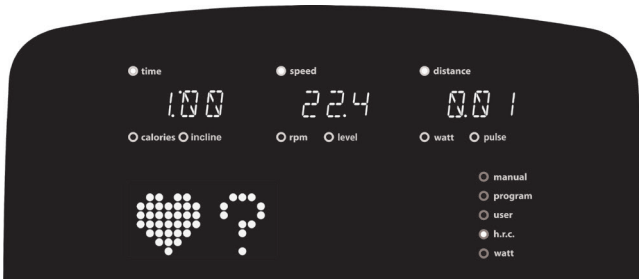 time speed distance
1:00 22.4 0.01
calories incline rpm level watt pulse
manual
program
user
h.r.c.
watt
?